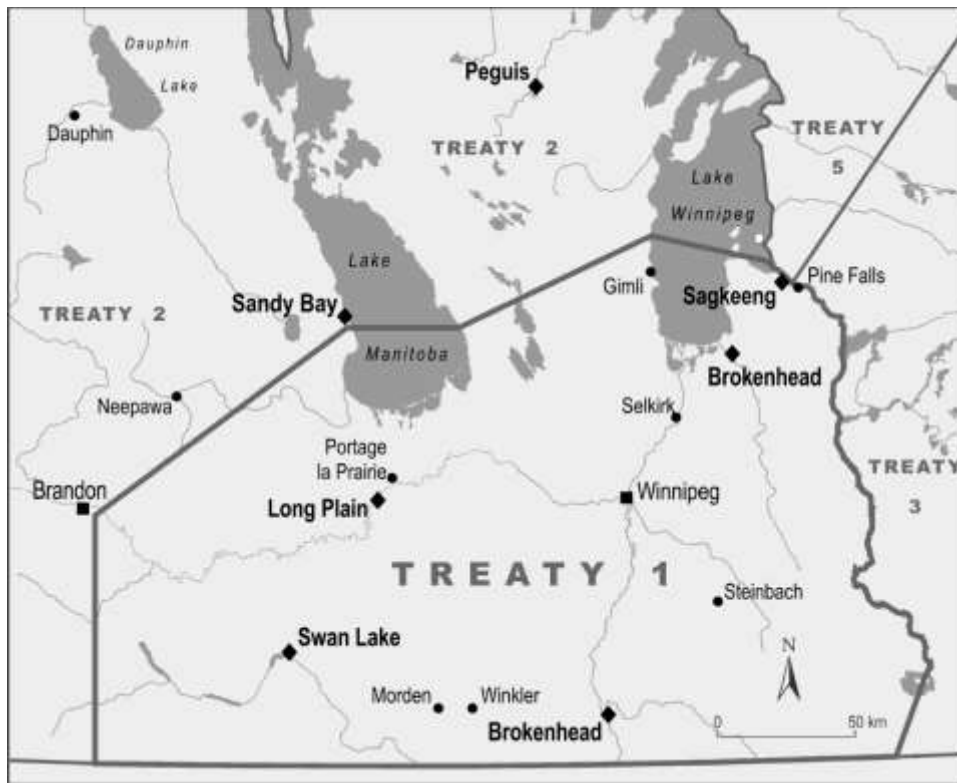 Dauphin
Lake
Peguis
Dauphin
TREATY 2
TREATY
5
Lake
Winnipeg
Lake
Gimli
Sagkeeng
Pine Falls
Sandy Bay
TREATY 2
Manitoba
Brokenhead
Neepawa
Selkirk
Portage
la Prairie
TREATY
3
Brandon
Long Plain
Winnipeg
TREATY 1
Steinbach
Swan Lake
N
Morden
Winkler
Brokenhead
0 50 km